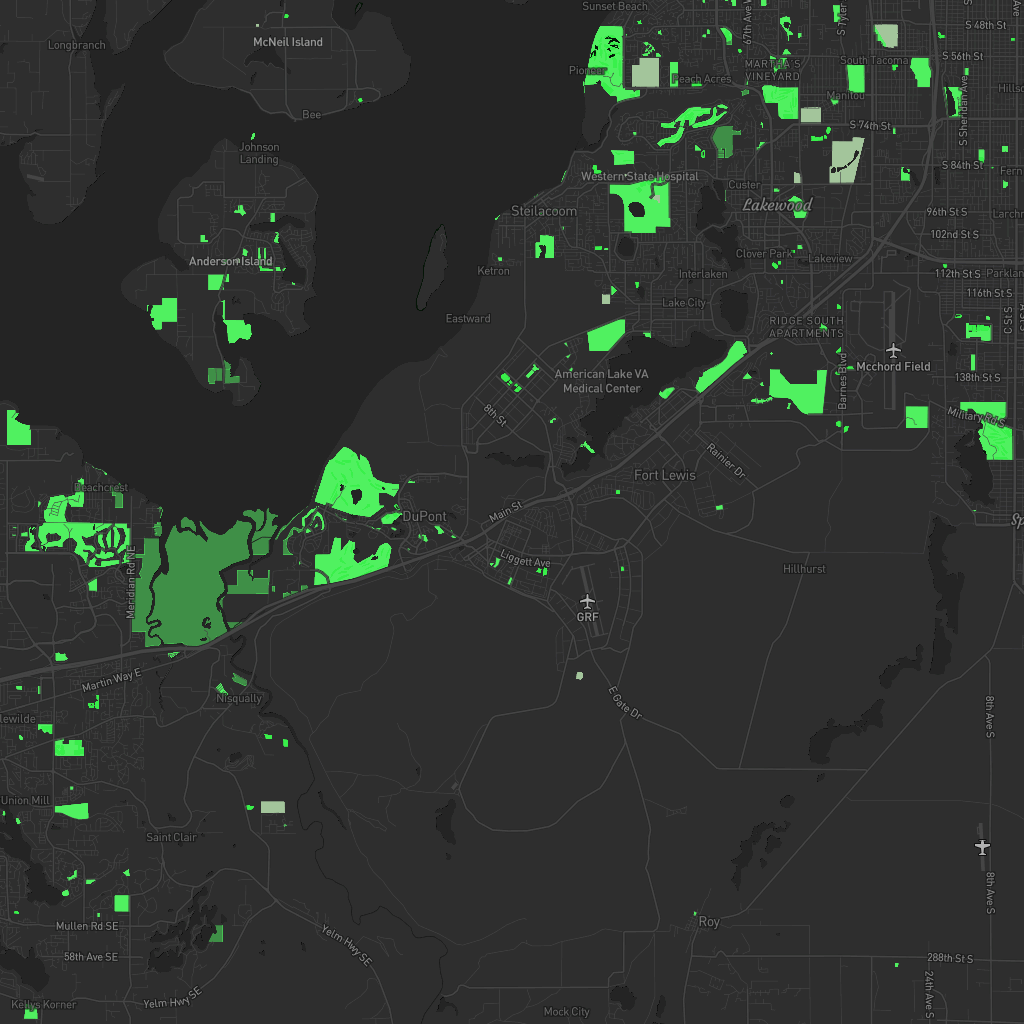 Sunset Beach
67th Ave W
S Tyler
S 48th St
Longbranch
McNeil Island
S 56th St
South Tacoma
MARTHA'S
VINEYARD
Pioneer
Peach Acres
Manitou
S Sheridan Ave
Bee
S 74th St
Johnson
Landing
S 84th St
Fern
Western State Hospital
Custer
Lakewood
Steilacoom
96th St S
Larchm
102nd St S
Clover Park
Lakeview
Anderson Island
Ketron
Interlaken
112th St S
Parkland
116th St S
Lake City
C St S
Eastward
RIDGE SOUTH
APARTMENTS
Mcchord Field
American Lake VA
Medical Center
Barnes Blvd
138th St S
8th St
Military Rd S
Rainier Dr
Fort Lewis
Beachcrest
Main St
DuPont
Sp
Liggett Ave
Hillhurst
Meridian Rd NE
GRF
Martin Way E
Nisqually
E Gate Dr
8th Ave S
lewilde
Union Mill
Saint Clair
8th Ave S
Mullen Rd SE
Roy
58th Ave SE
Yelm Hwy SE
288th St S
24th Ave S
Yelm Hwy SE
Kellys Korner
Mock City